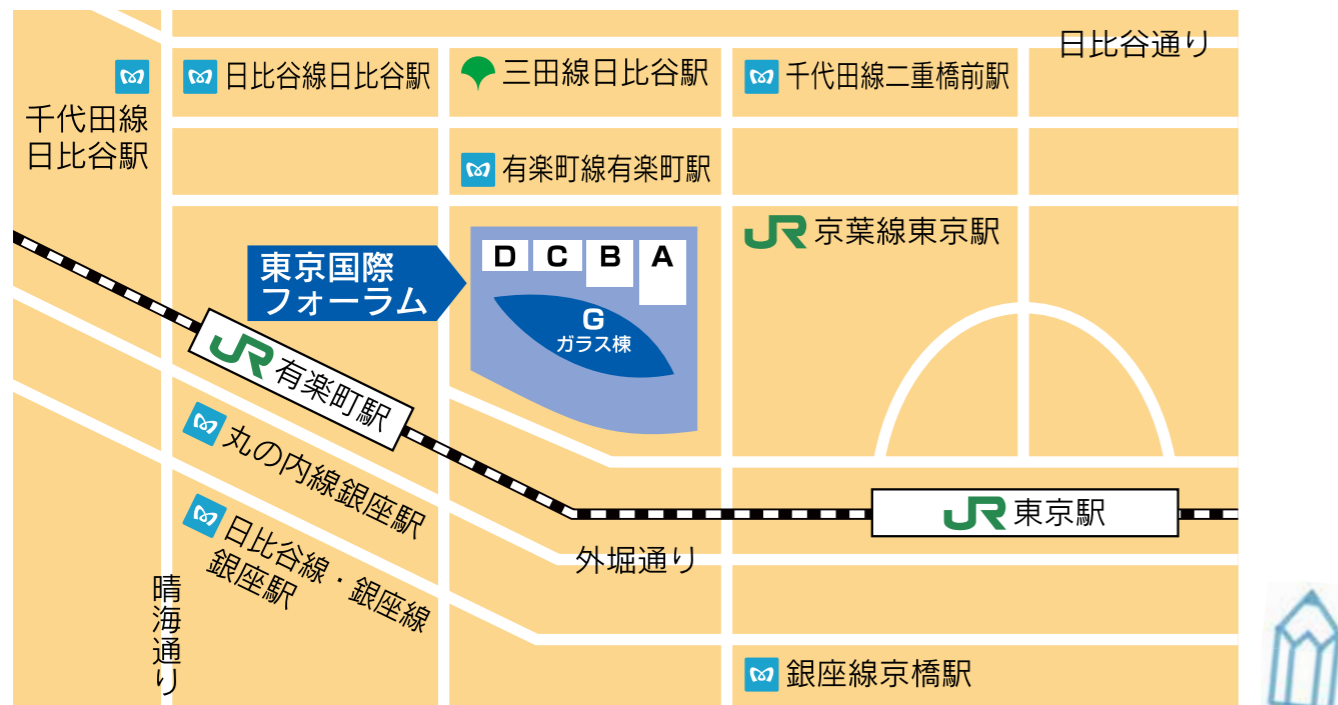 日比谷通り
千代田線
日比谷駅
日比谷線日比谷駅
三田線日比谷駅
千代田線二重橋前駅
有楽町線有楽町駅
東京国際
フォーラム
D C B A
G
ガラス棟
JR 京葉線東京駅
JR 有楽町駅
丸の内線銀座駅
日比谷線・銀座線
銀座駅
JR 東京駅
外堀通り
晴海通り
銀座線京橋駅